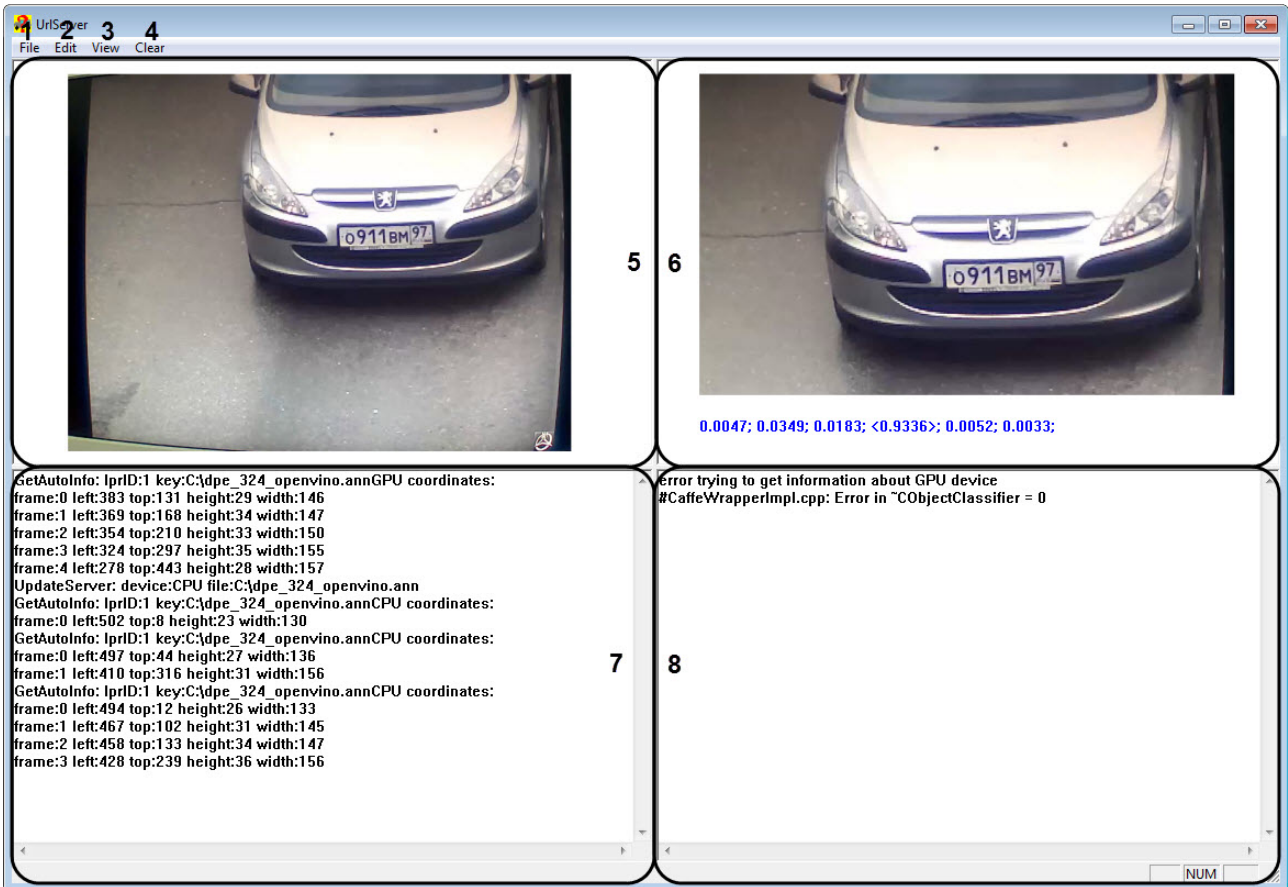 UrlServer
1 2 3 4
File Edit View Clear
О911ВМ 97
5
О911ВМ 97
6
0.0047; 0.0349; 0.0183; <0.9336>; 0.0052; 0.0033;
GetAutoInfo: lprID:1 key:C:\dpe_324_openvino.annGPU coordinates:
frame:0 left:383 top:131 height:29 width:146
frame:1 left:369 top:168 height:34 width:147
frame:2 left:354 top:210 height:33 width:150
frame:3 left:324 top:297 height:35 width:155
frame:4 left:278 top:443 height:28 width:157
UpdateServer: device:CPU file:C:\dpe_324_openvino.ann
GetAutoInfo: lprID:1 key:C:\dpe_324_openvino.annCPU coordinates:
frame:0 left:502 top:8 height:23 width:130
GetAutoInfo: lprID:1 key:C:\dpe_324_openvino.annCPU coordinates:
frame:0 left:497 top:44 height:27 width:136
frame:1 left:410 top:316 height:31 width:156
GetAutoInfo: lprID:1 key:C:\dpe_324_openvino.annCPU coordinates:
frame:0 left:494 top:12 height:26 width:133
frame:1 left:467 top:102 height:31 width:145
frame:2 left:458 top:133 height:34 width:147
frame:3 left:428 top:239 height:36 width:156
7
error trying to get information about GPU device
#CaffeWrapperImpl.cpp: Error in ~CObjectClassifier = 0
8
NUM